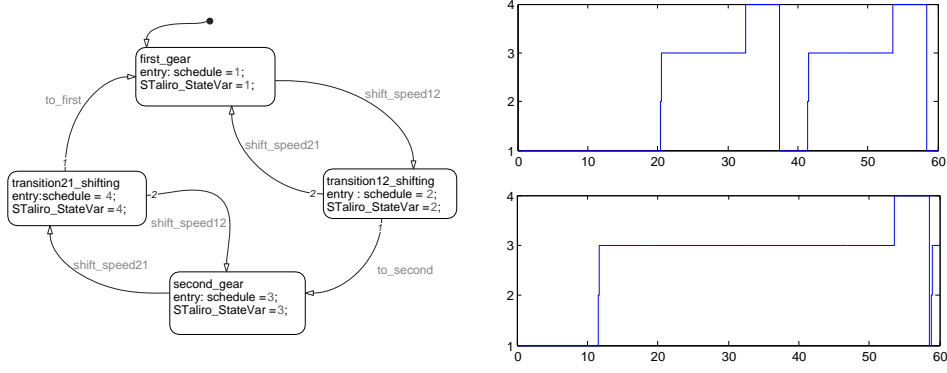 first_gear
entry: schedule =1;
STaliro_StateVar =1;
to_first
shift_speed12
shift_speed21
1
transition21_shifting
entry:schedule = 4;
STaliro_StateVar =4;
2
shift_speed12
2
transition12_shifting
entry : schedule = 2;
STaliro_StateVar =2;
1
shift_speed21
to_second
second_gear
entry: schedule =3;
STaliro_StateVar =3;
4
3
2
1
0 10 20 30 40 50 60
4
3
2
1
0 10 20 30 40 50 60